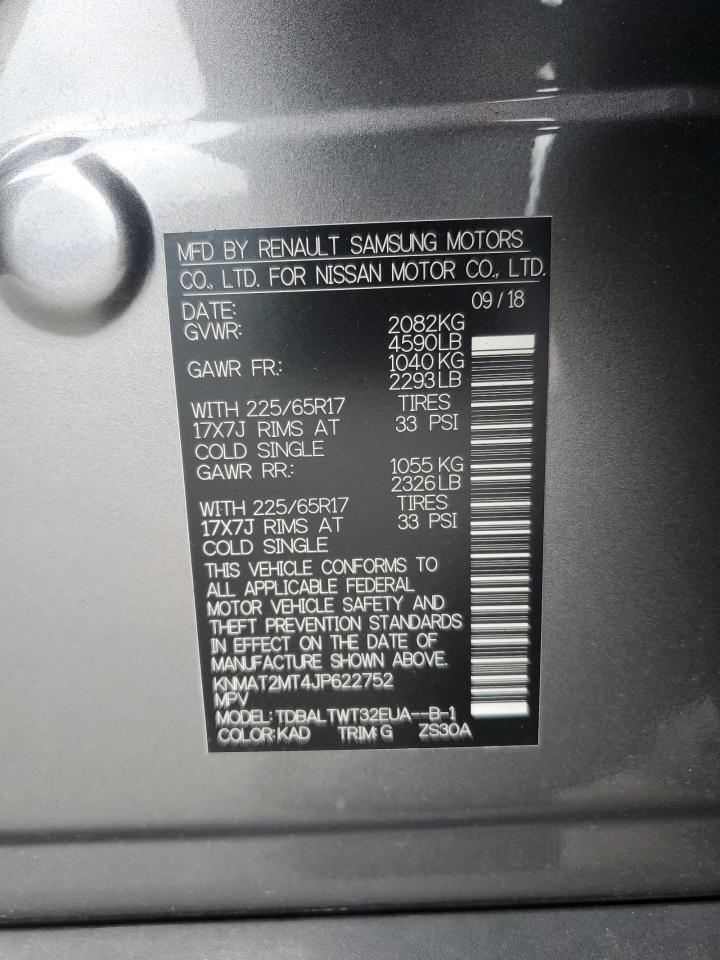 MFD BY RENAULT SAMSUNG MOTORS
CO., LTD. FOR NISSAN MOTOR CO., LTD.
DATE: 09/18
GVWR: 2082KG
4590LB
GAWR FR: 1040KG
2293LB
WITH 225/65R17 TIRES
17X7J RIMS AT 33 PSI
COLD SINGLE
GAWR RR: 1055KG
2326LB
WITH 225/65R17 TIRES
17X7J RIMS AT 33 PSI
COLD SINGLE
THIS VEHICLE CONFORMS TO
ALL APPLICABLE FEDERAL
MOTOR VEHICLE SAFETY AND
THEFT PREVENTION STANDARDS
IN EFFECT ON THE DATE OF
MANUFACTURE SHOWN ABOVE.
KNMAT2MT4JP622752
MPV
MODEL: TDBALTWT32EUA--B-1
COLOR: KAD TRIM: G ZS30A